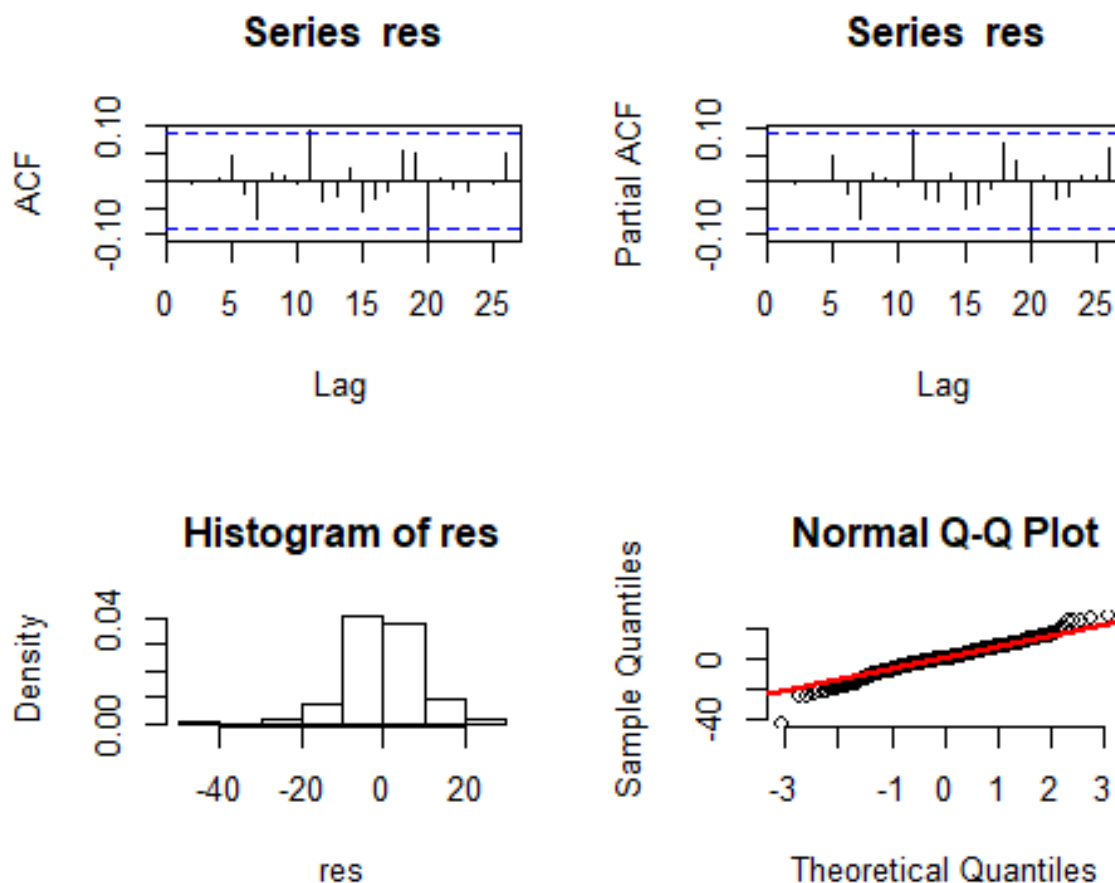 Series res
ACF
0.10
-0.10
0 5 10 15 20 25
Lag
Series res
Partial ACF
0.10
-0.10
0 5 10 15 20 25
Lag
Histogram of res
Density
0.04
0.00
-40 -20 0 20
res
Normal Q-Q Plot
Sample Quantiles
0
-40
-3 -1 0 1 2 3
Theoretical Quantiles